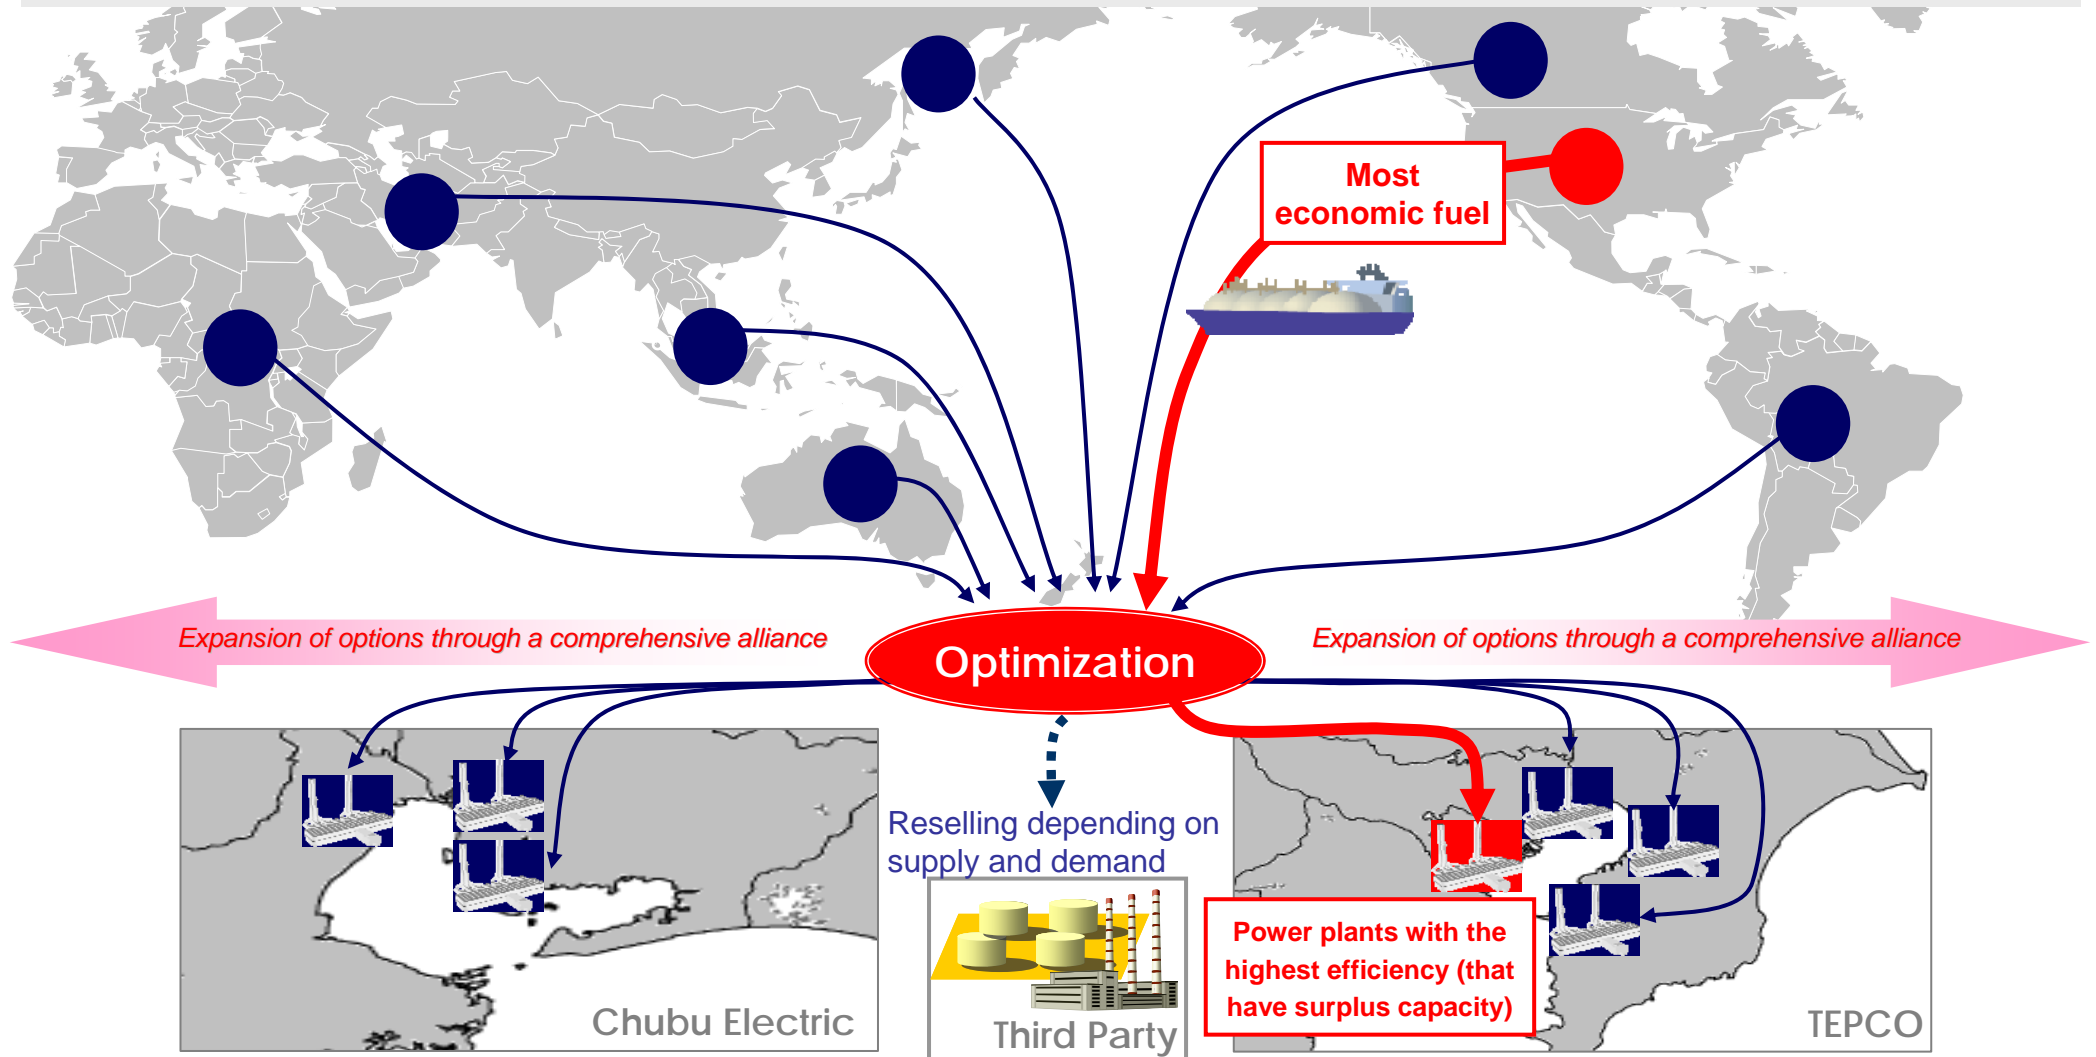 Most
economic fuel
Expansion of options through a comprehensive alliance
Optimization
Expansion of options through a comprehensive alliance
Reselling depending on
supply and demand
Power plants with the
highest efficiency (that
have surplus capacity)
Chubu Electric
Third Party
TEPCO